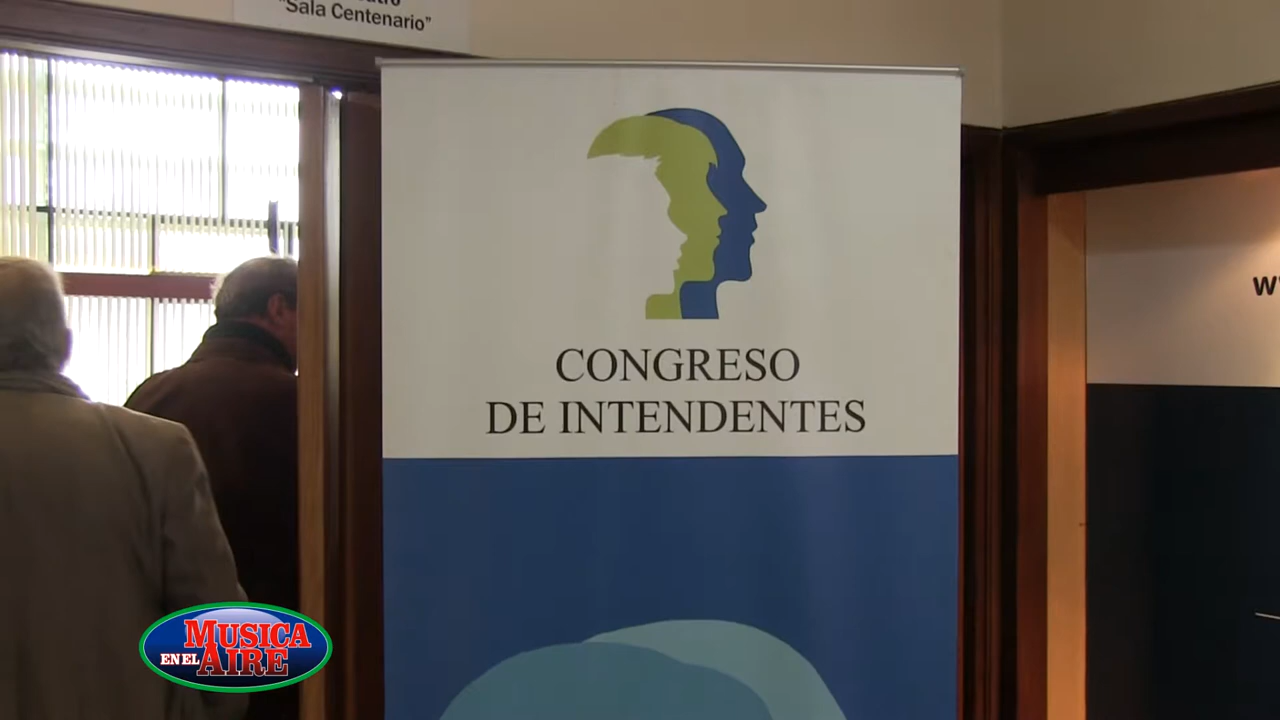 "Sala Centenario"
CONGRESO
DE INTENDENTES
MUSICA
EN EL AIRE